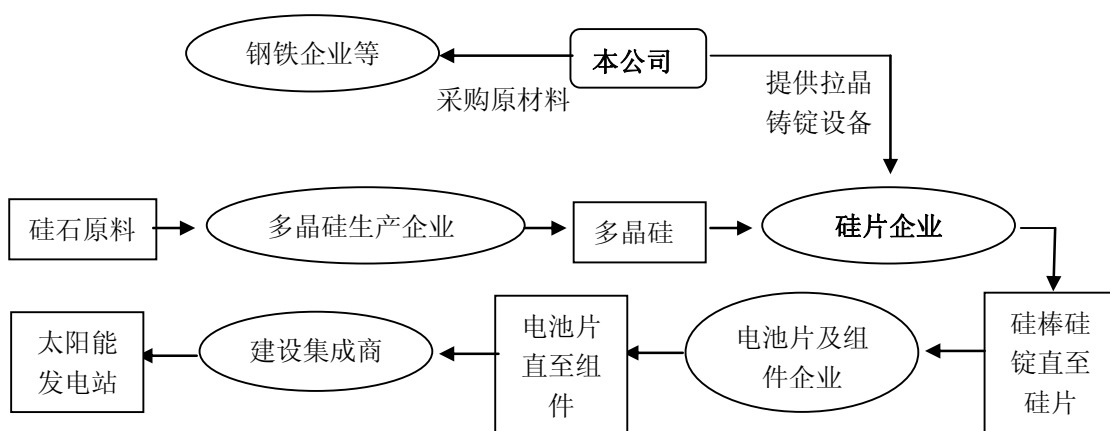 钢铁企业等
本公司
采购原材料
提供拉晶
铸锭设备
硅石原料
多晶硅生产企业
多晶硅
硅片企业
硅棒硅
锭直至
硅片
电池片及组
件企业
电池片
直至组
件
建设集成商
太阳能
发电站